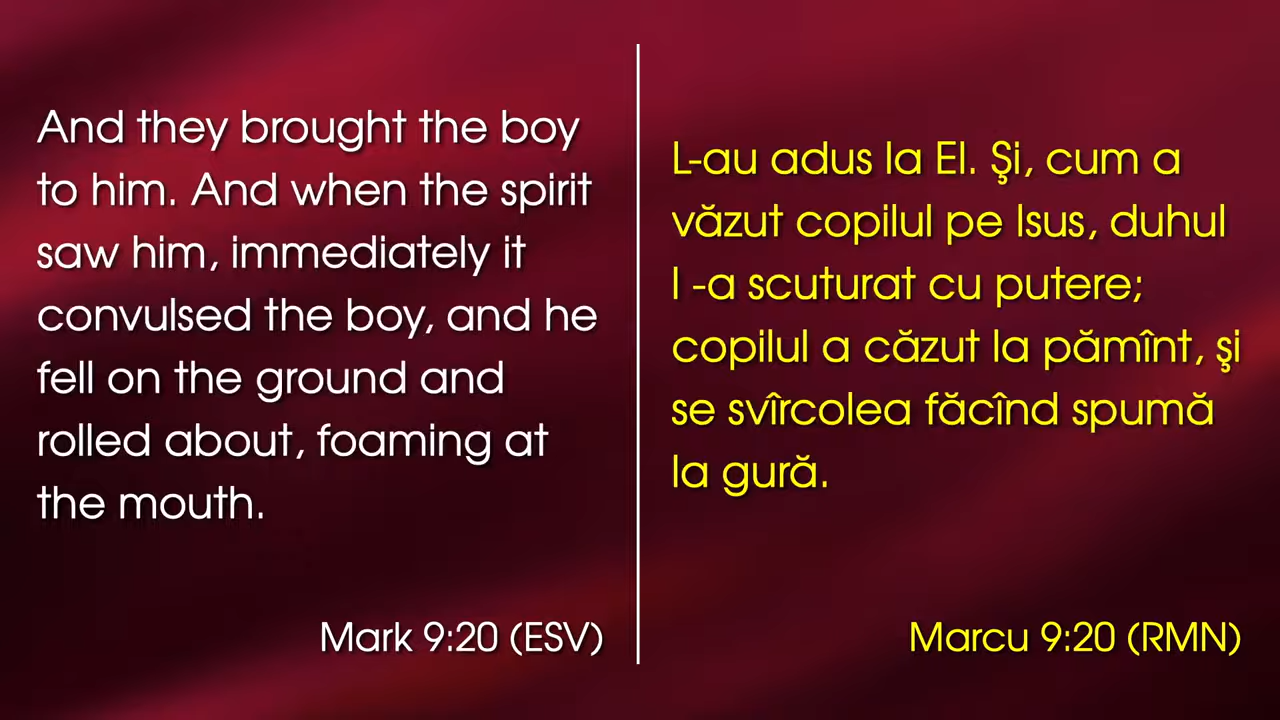 And they brought the boy
to him. And when the spirit
saw him, immediately it
convulsed the boy, and he
fell on the ground and
rolled about, foaming at
the mouth.
Mark 9:20 (ESV)
L-au adus la El. Şi, cum a
văzut copilul pe Isus, duhul
l -a scuturat cu putere;
copilul a căzut la pămînt, şi
se svîrcolea făcînd spumă
la gură.
Marcu 9:20 (RMN)